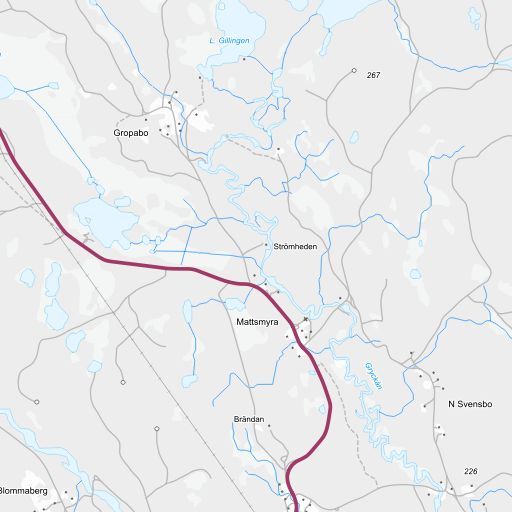 L. Gillingen
267
Gropabo
Strömheden
Mattsmyra
Gryckån
N Svensbo
Brändan
226
Blommaberg